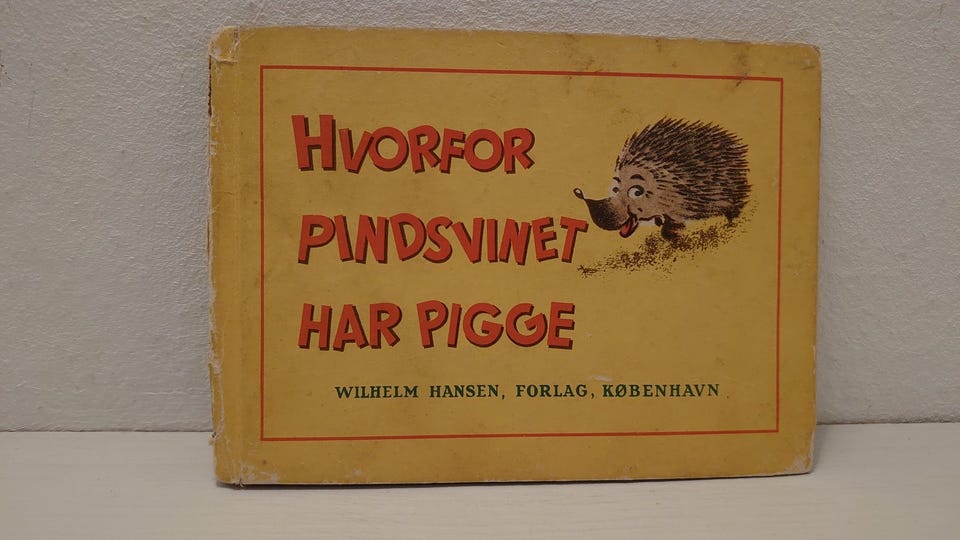 HVORFOR
PINDSVINET
HAR PIGGE
WILHELM HANSEN, FORLAG, KØBENHAVN